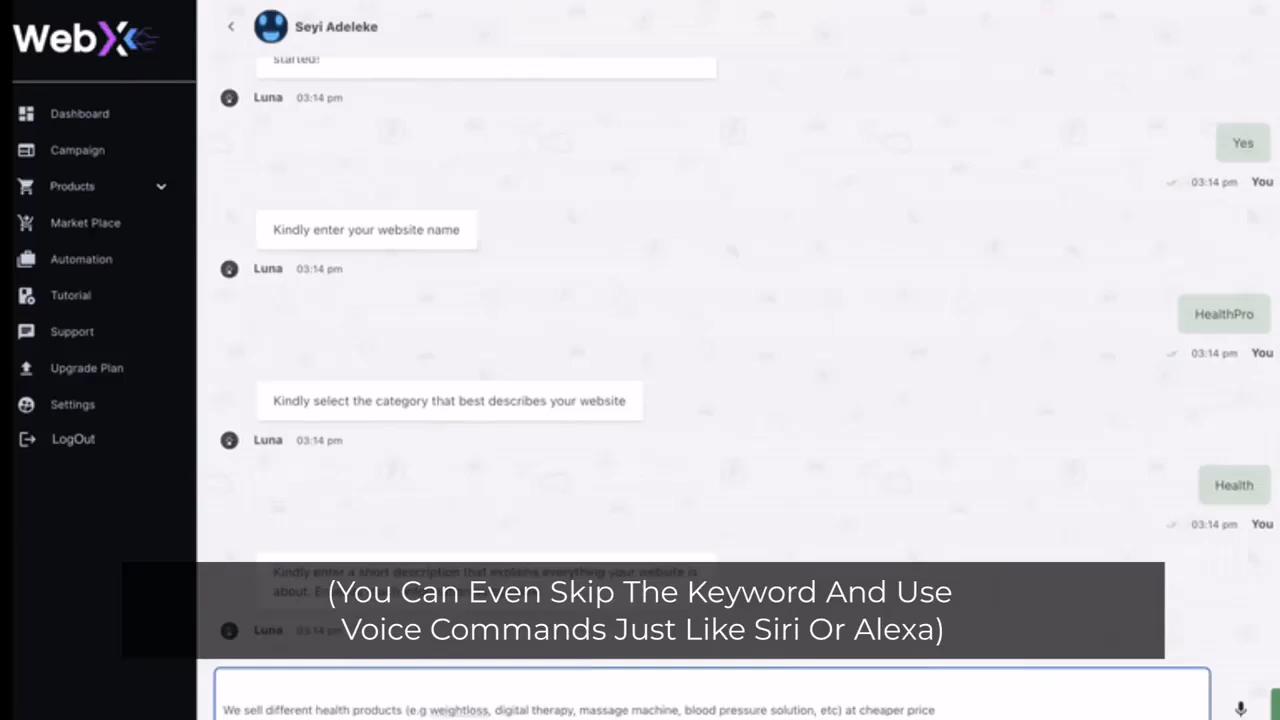 WebX
Dashboard
Campaign
Products
Market Place
Automation
Tutorial
Support
Upgrade Plan
Settings
LogOut
Seyi Adeleke
started!
Luna 03:14 pm
Yes
03:14 pm You
Kindly enter your website name
Luna 03:14 pm
HealthPro
03:14 pm You
Kindly select the category that best describes your website
Luna 03:14 pm
Health
03:14 pm You
Kindly enter a short description that explains everything your website is
about.
(You Can Even Skip The Keyword And Use
Voice Commands Just Like Siri Or Alexa)
Luna 03:14 pm
We sell different health products (e.g weightloss, digital therapy, massage machine, blood pressure solution, etc) at cheaper price